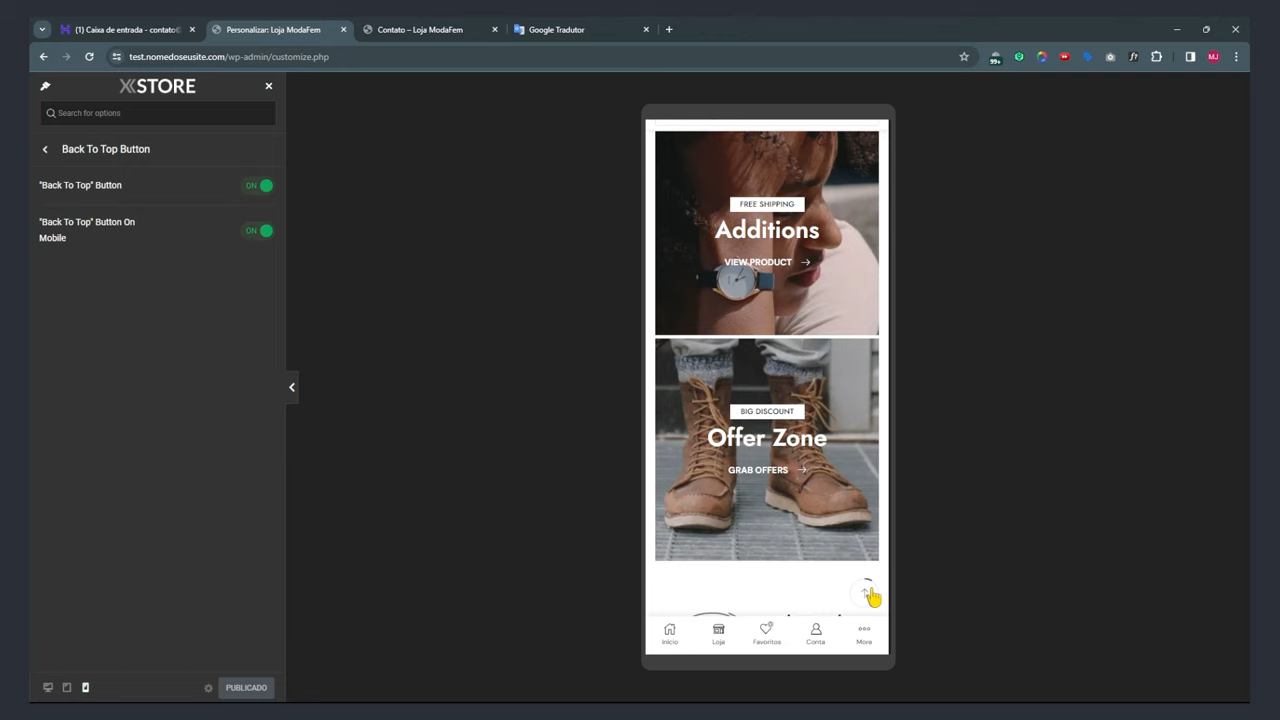 (1) Caixa de entrada - contato@
Personalizar: Loja ModaFem
Contato – Loja ModaFem
Google Tradutor
test.nomedoseusite.com/wp-admin/customize.php
99+
f?
MJ
XSTORE
Search for options
Back To Top Button
"Back To Top" Button
ON
"Back To Top" Button On
Mobile
ON
FREE SHIPPING
Additions
VIEW PRODUCT
BIG DISCOUNT
Offer Zone
GRAB OFFERS
Início
Loja
Favoritos
Conta
More
PUBLICADO